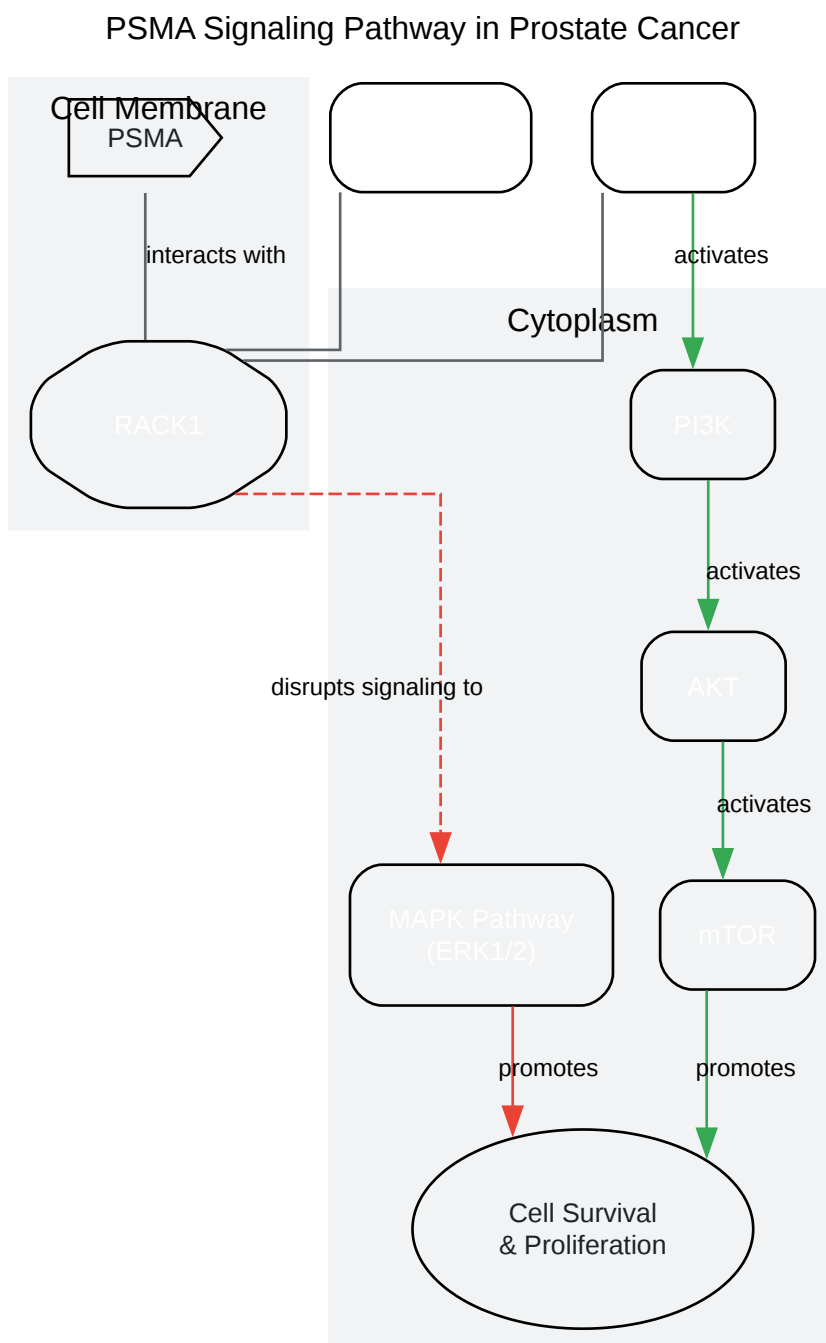 PSMA Signaling Pathway in Prostate Cancer
Cell Membrane
PSMA
interacts with
activates
Cytoplasm
RACK1
PI3K
activates
disrupts signaling to
AKT
activates
MAPK Pathway
(ERK1/2)
mTOR
promotes
promotes
Cell Survival
& Proliferation